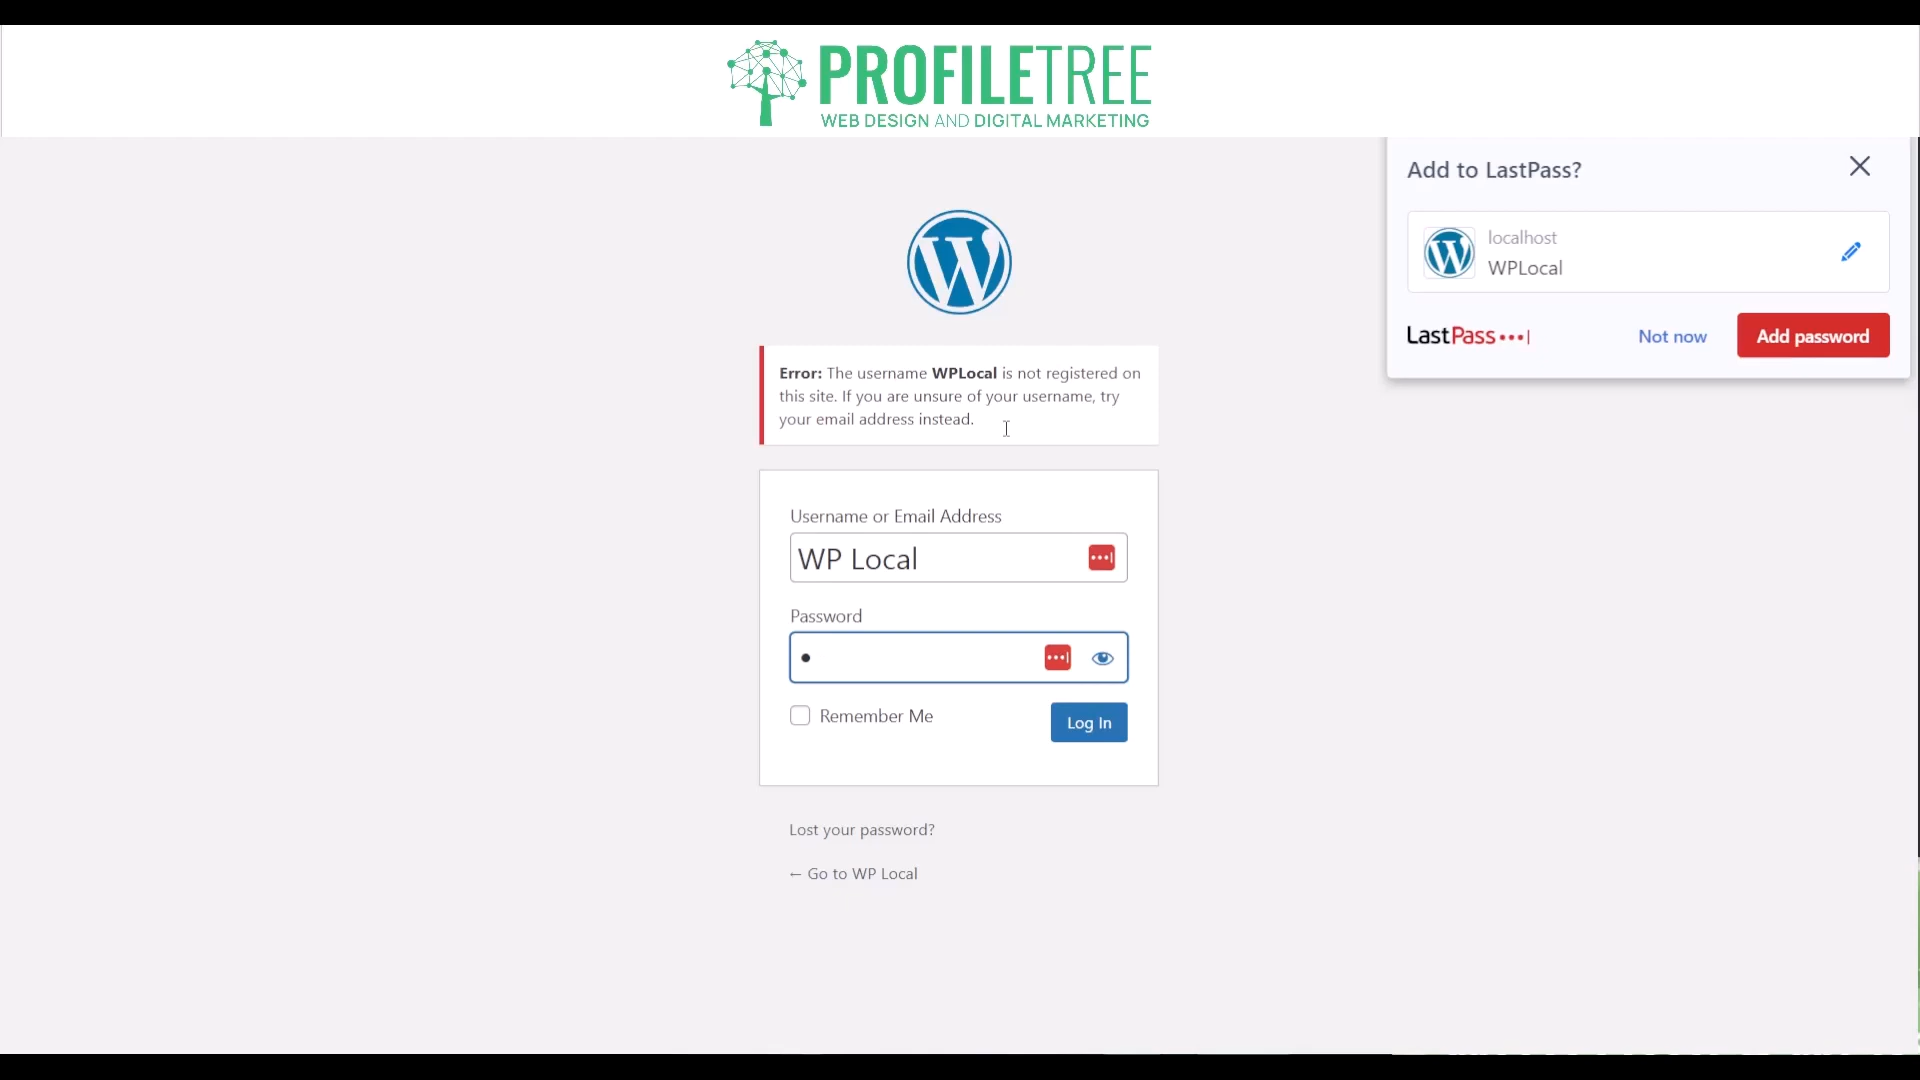 PROFILETREE
WEB DESIGN AND DIGITAL MARKETING
Add to LastPass?
localhost
WPLocal
LastPass
Not now
Add password
Error: The username WPLocal is not registered on
this site. If you are unsure of your username, try
your email address instead.
Username or Email Address
WP Local
Password
Remember Me
Log In
Lost your password?
← Go to WP Local